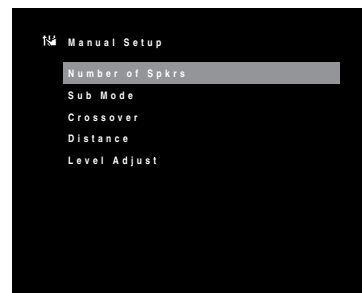 Manual Setup
Number of Spkrs
Sub Mode
Crossover
Distance
Level Adjust